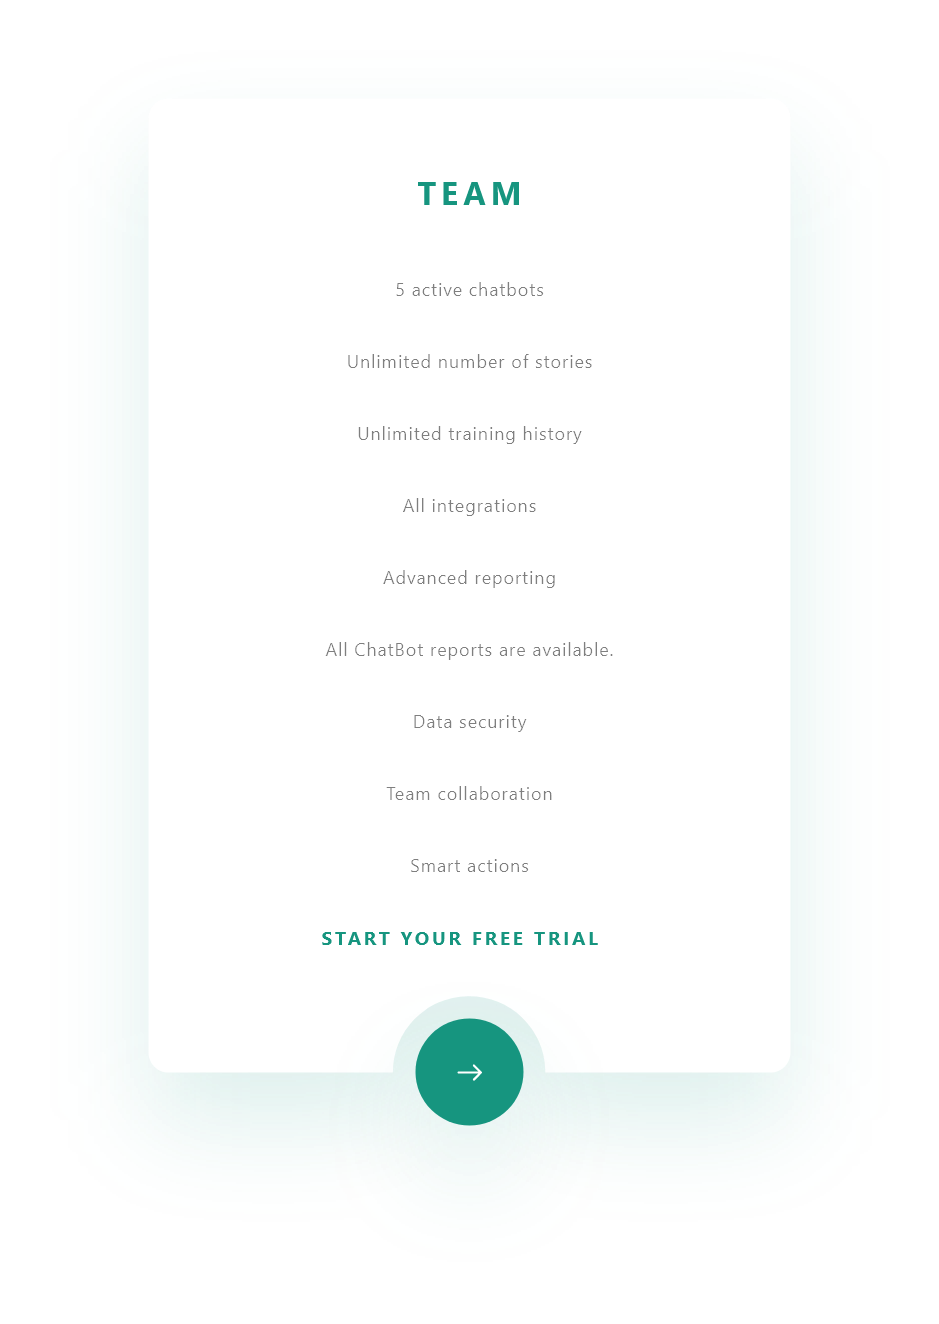 TEAM
5 active chatbots
Unlimited number of stories
Unlimited training history
All integrations
Advanced reporting
All ChatBot reports are available.
Data security
Team collaboration
Smart actions
START YOUR FREE TRIAL